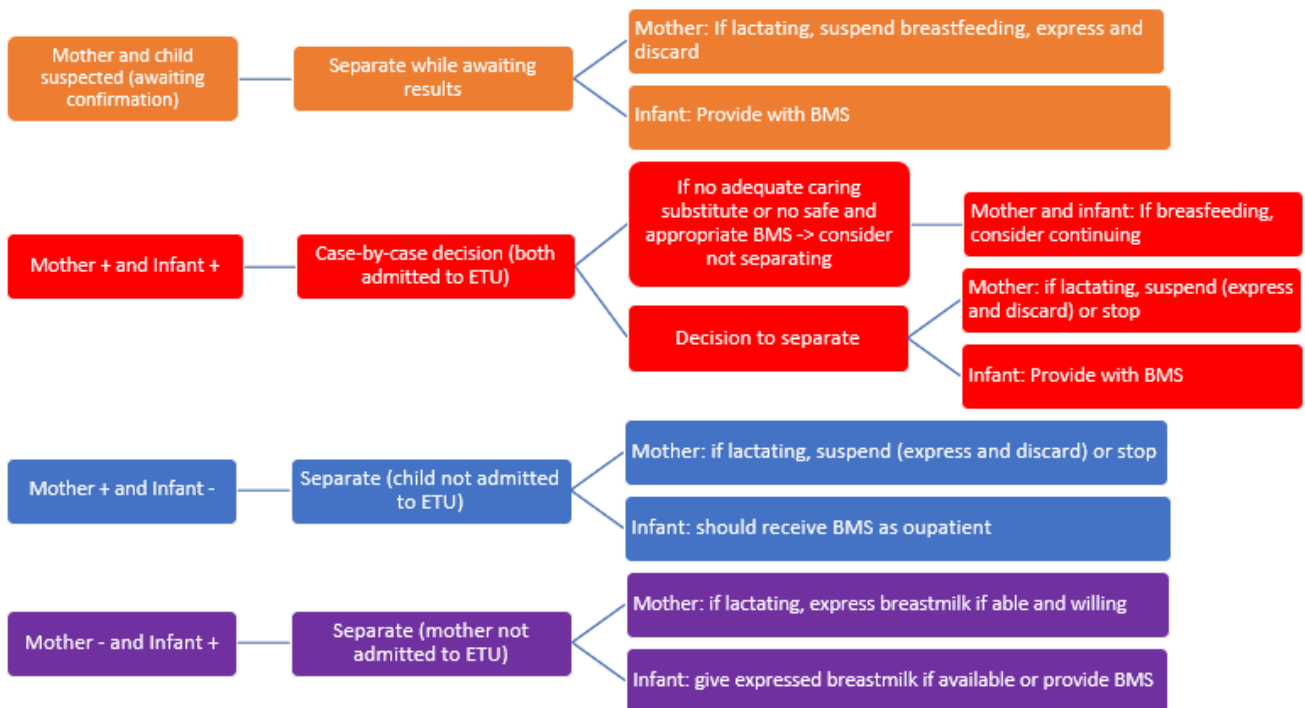 Mother and child
suspected (awaiting
confirmation)
Separate while awaiting
results
Mother: If lactating, suspend breastfeeding, express and
discard
Infant: Provide with BMS
Mother + and Infant +
Case-by-case decision (both
admitted to ETU)
If no adequate caring
substitute or no safe and
appropriate BMS -> consider
not separating
Mother and infant: If breasfeeding,
consider continuing
Decision to separate
Mother: if lactating, suspend (express
and discard) or stop
Infant: Provide with BMS
Mother + and Infant -
Separate (child not admitted
to ETU)
Mother: if lactating, suspend (express and discard) or stop
Infant: should receive BMS as oupatient
Mother - and Infant +
Separate (mother not
admitted to ETU)
Mother: if lactating, express breastmilk if able and willing
Infant: give expressed breastmilk if available or provide BMS